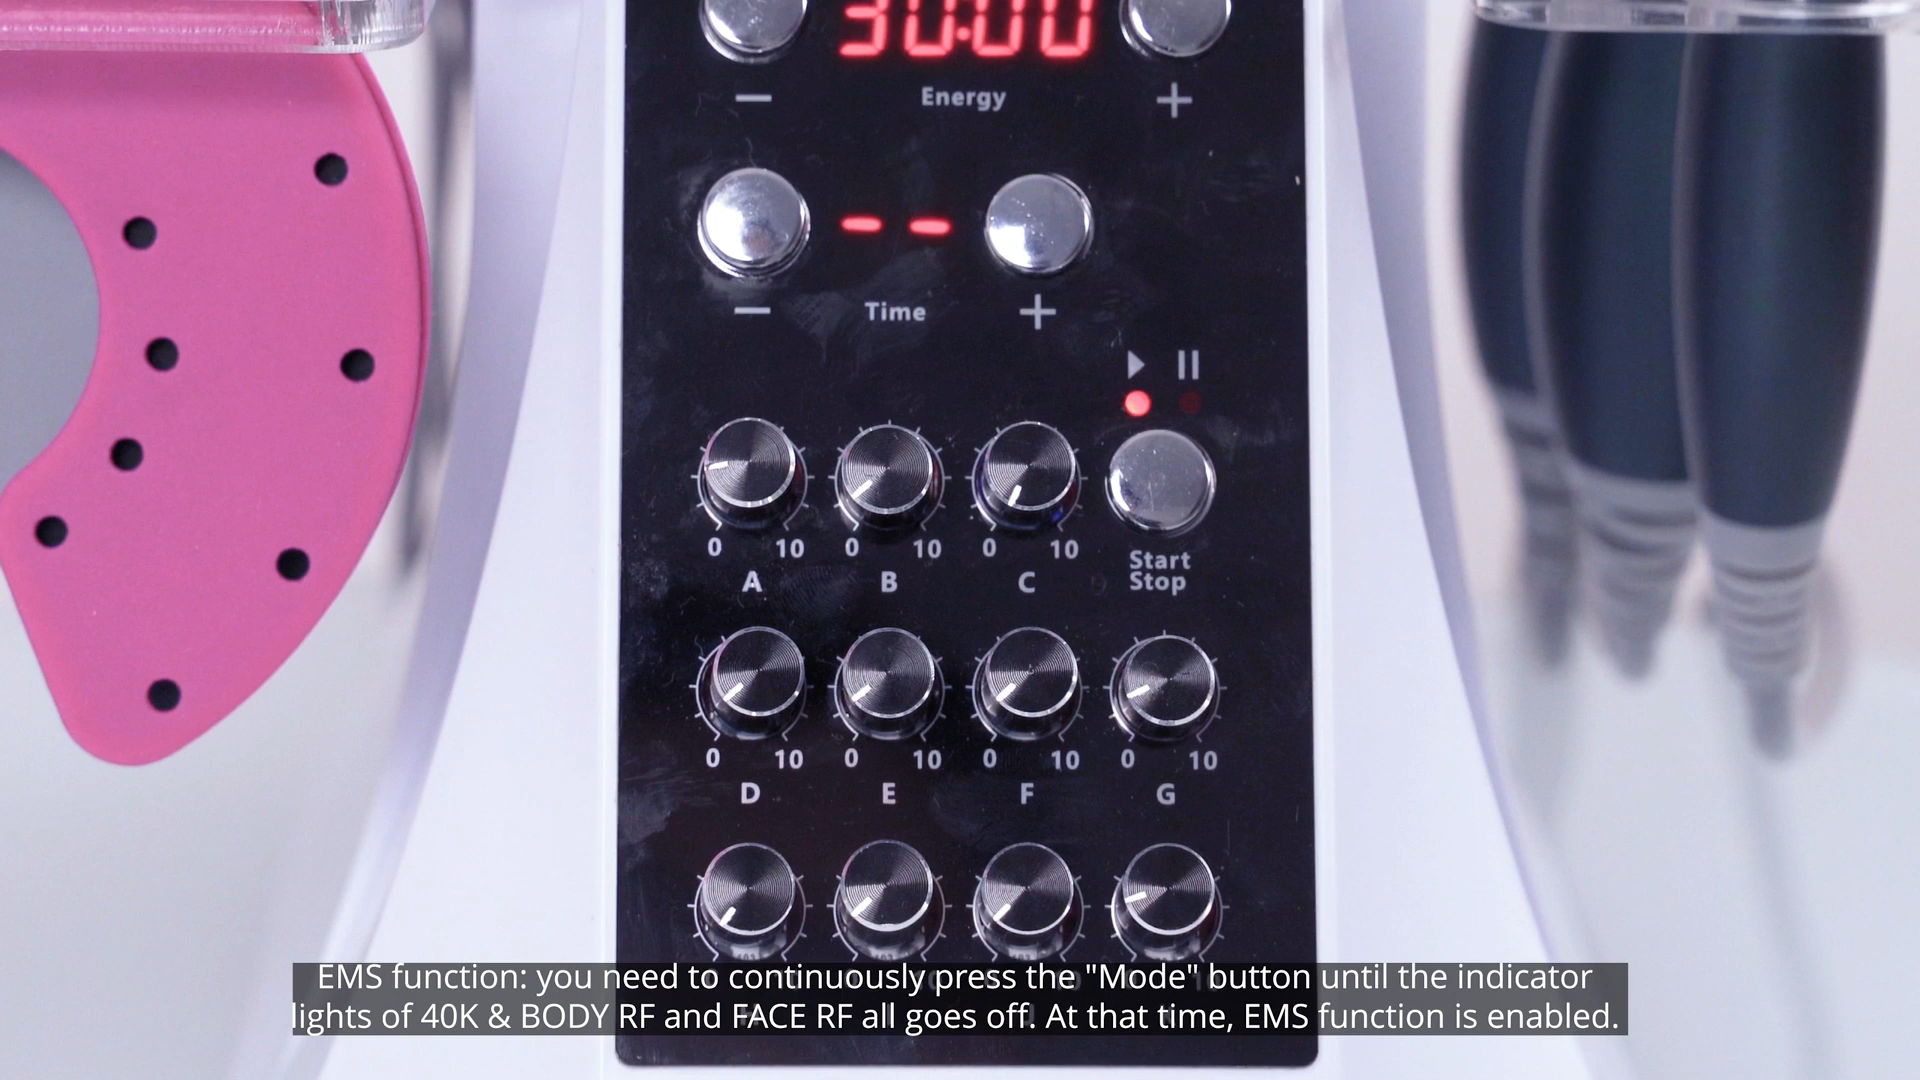 30:00
− Energy +
− -- +
− Time +
0 10 0 10 0 10
A B C
Start
Stop
0 10 0 10 0 10 0 10
D E F G
EMS function: you need to continuously press the "Mode" button until the indicator
lights of 40K & BODY RF and FACE RF all goes off. At that time, EMS function is enabled.